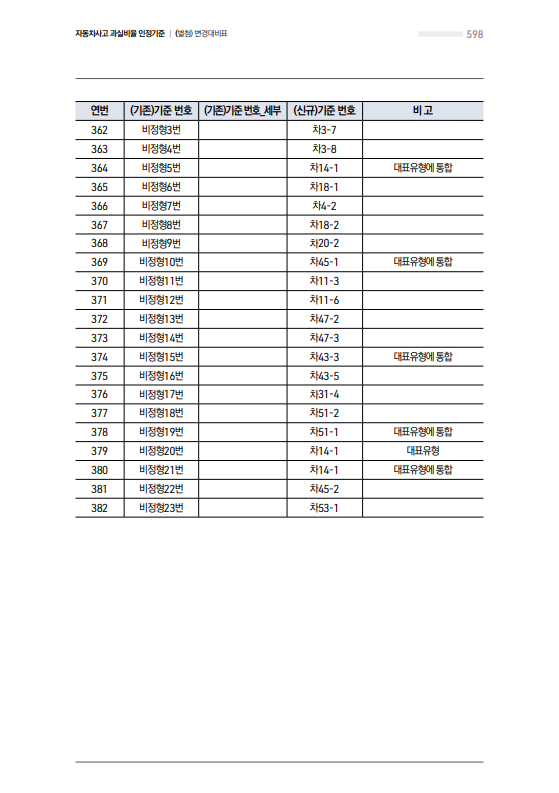 자동차사고 과실비율 인정기준 | (별첨) 변경대비표 598
연번 (기존)기준 번호 (기존)기준 번호_세부 (신규)기준 번호 비 고
362 비정형3번 차3-7
363 비정형4번 차3-8
364 비정형5번 차14-1 대표유형에 통합
365 비정형6번 차18-1
366 비정형7번 차4-2
367 비정형8번 차18-2
368 비정형9번 차20-2
369 비정형10번 차45-1 대표유형에 통합
370 비정형11번 차11-3
371 비정형12번 차11-6
372 비정형13번 차47-2
373 비정형14번 차47-3
374 비정형15번 차43-3 대표유형에 통합
375 비정형16번 차43-5
376 비정형17번 차31-4
377 비정형18번 차51-2
378 비정형19번 차51-1 대표유형에 통합
379 비정형20번 차14-1 대표유형
380 비정형21번 차14-1 대표유형에 통합
381 비정형22번 차45-2
382 비정형23번 차53-1